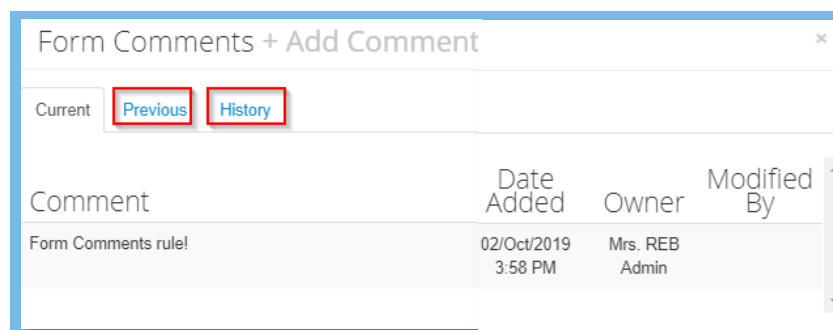 Form Comments + Add Comment ×
Current Previous History
Comment Date Added Owner Modified By
Form Comments rule! 02/Oct/2019 3:58 PM Mrs. REB Admin